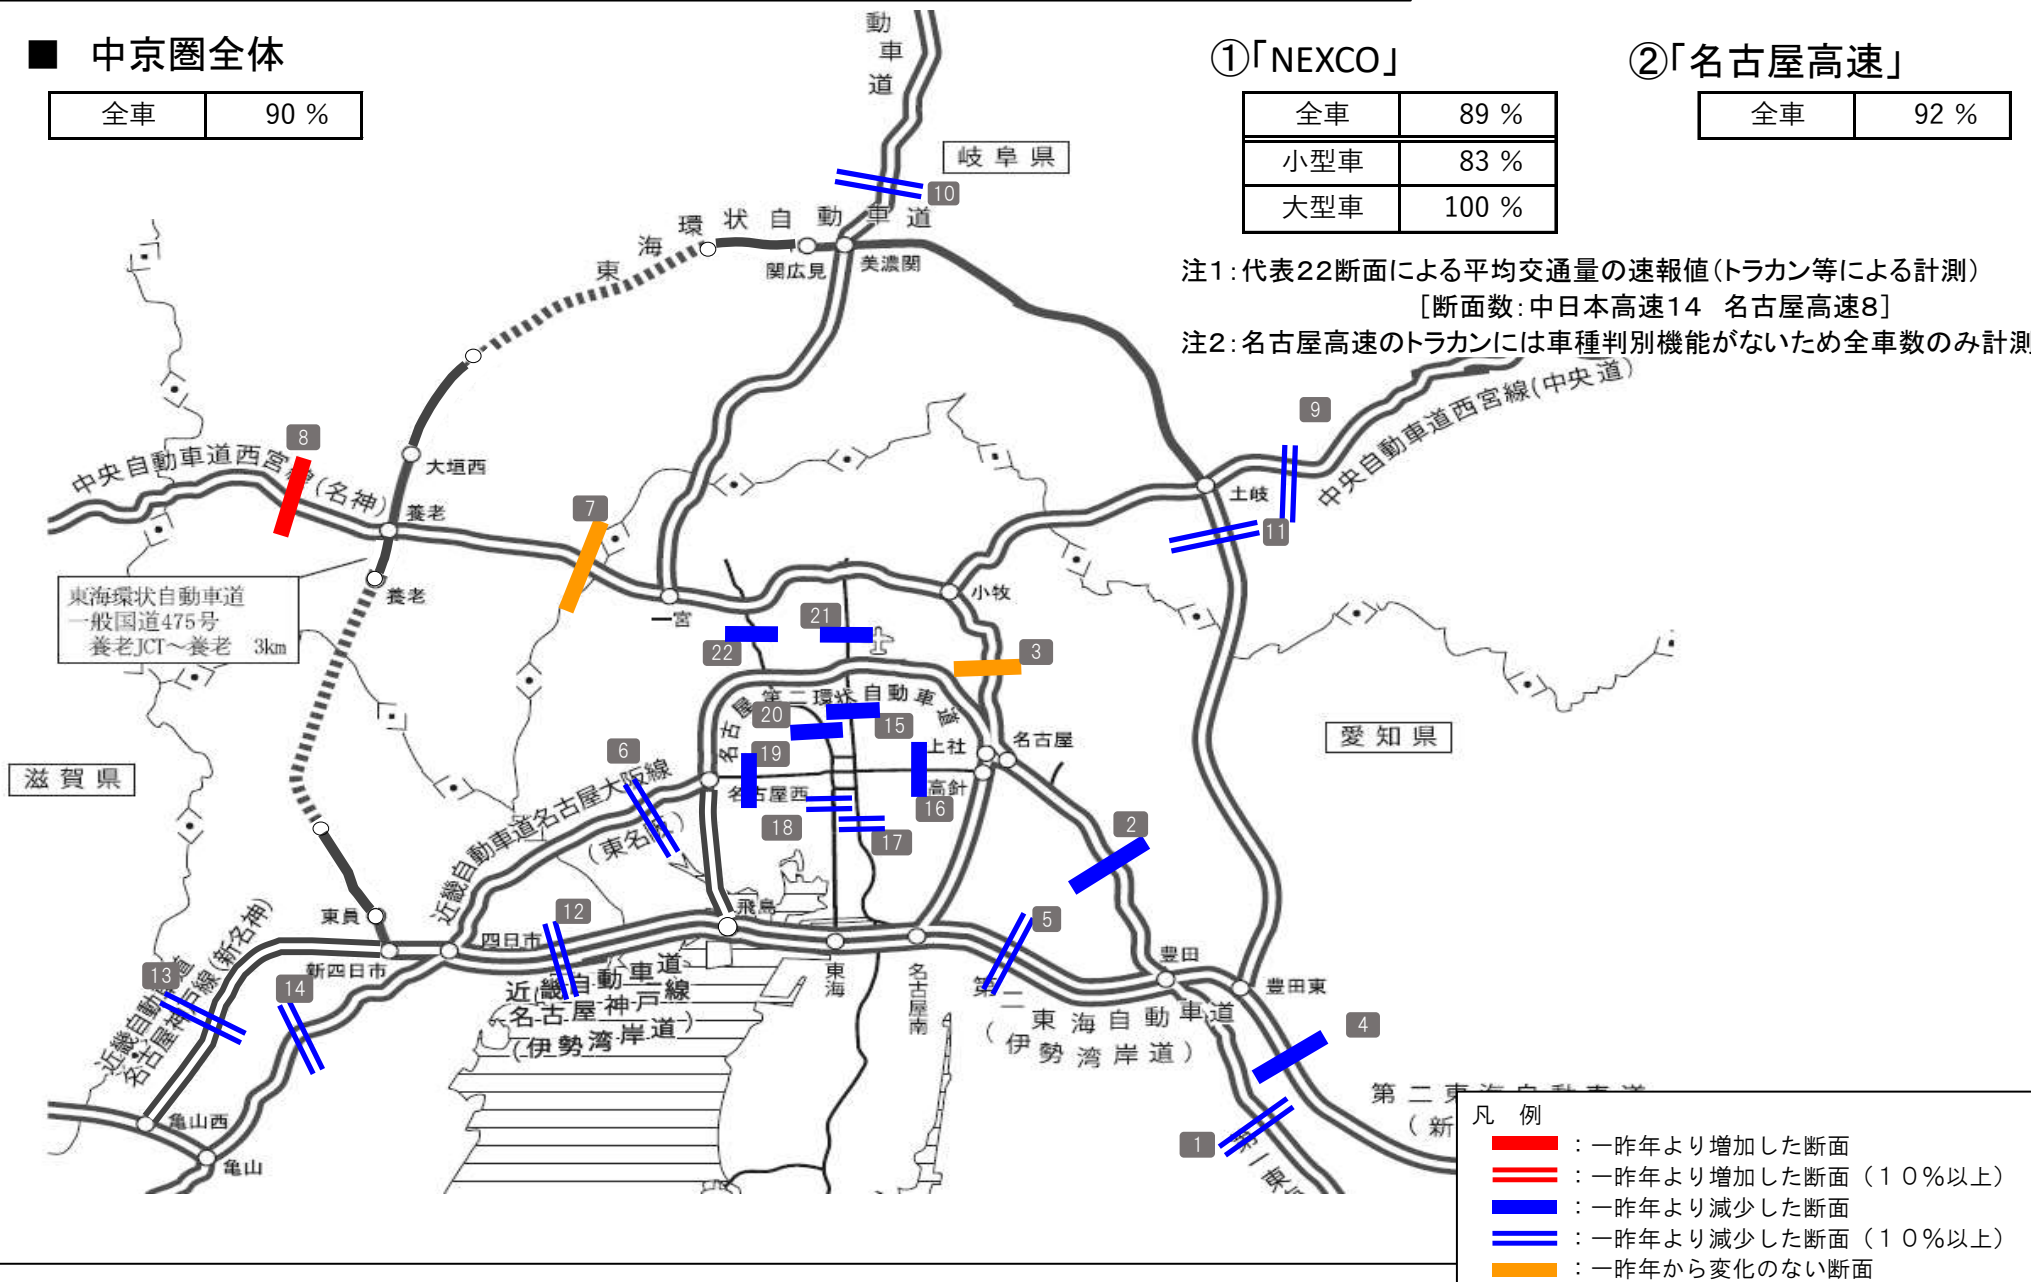 ■ 中京圏全体
全車 90 %
①「NEXCO」
全車 89 %
小型車 83 %
大型車 100 %
②「名古屋高速」
全車 92 %
注1:代表22断面による平均交通量の速報値(トラカン等による計測)
[断面数:中日本高速14 名古屋高速8]
注2:名古屋高速のトラカンには車種判別機能がないため全車数のみ計測
動車道
岐阜県
10
東海環状自動車道
関広見
美濃関
9
中央自動車道西宮線(中央道)
8
中央自動車道西宮線(名神)
大垣西
養老
7
土岐
11
東海環状自動車道
一般国道475号
養老JCT～養老 3km
養老
一宮
小牧
21
22
3
名古屋第二環状自動車道
20
15
19
上社
名古屋
愛知県
滋賀県
6
近畿自動車道名古屋大阪線
(東名阪)
名古屋西
高針
16
18
17
2
飛島
東員
12
5
四日市
新四日市
13
14
近畿自動車道
名古屋神戸線(新名神)
近畿自動車道
名古屋神戸線
(伊勢湾岸道)
東海
名古屋南
豊田
豊田東
第二東海自動車道
(伊勢湾岸道)
4
第二東海自動車道
(新
1
第一東
亀山西
亀山
凡 例
:一昨年より増加した断面
:一昨年より増加した断面(10%以上)
:一昨年より減少した断面
:一昨年より減少した断面(10%以上)
:一昨年から変化のない断面